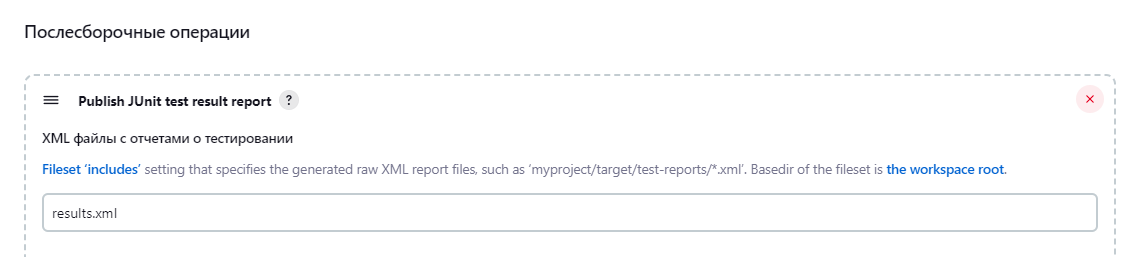 Послесборочные операции
Publish JUnit test result report ?
XML файлы с отчетами о тестировании
Fileset ‘includes’ setting that specifies the generated raw XML report files, such as ‘myproject/target/test-reports/*.xml’. Basedir of the fileset is the workspace root.
results.xml